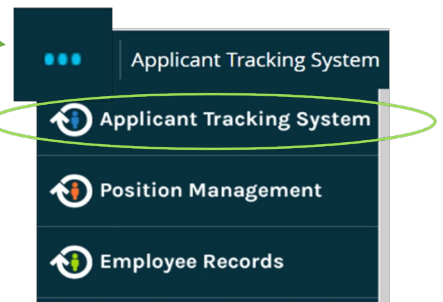 Applicant Tracking System
Applicant Tracking System
Position Management
Employee Records